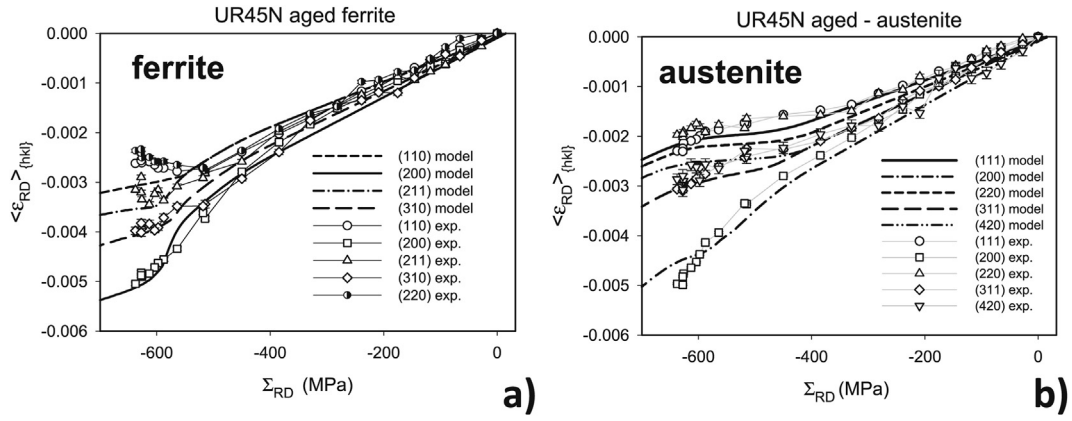 UR45N aged ferrite
0.000
-0.001
-0.002
-0.003
-0.004
-0.005
-0.006
<εRD>{hkl}
ferrite
(110) model
(200) model
(211) model
(310) model
(110) exp.
(200) exp.
(211) exp.
(310) exp.
(220) exp.
-600
-400
-200
0
ΣRD (MPa)
a)
UR45N aged - austenite
0.000
-0.001
-0.002
-0.003
-0.004
-0.005
-0.006
<εRD>{hkl}
austenite
(111) model
(200) model
(220) model
(311) model
(420) model
(111) exp.
(200) exp.
(220) exp.
(311) exp.
(420) exp.
-600
-400
-200
0
ΣRD (MPa)
b)